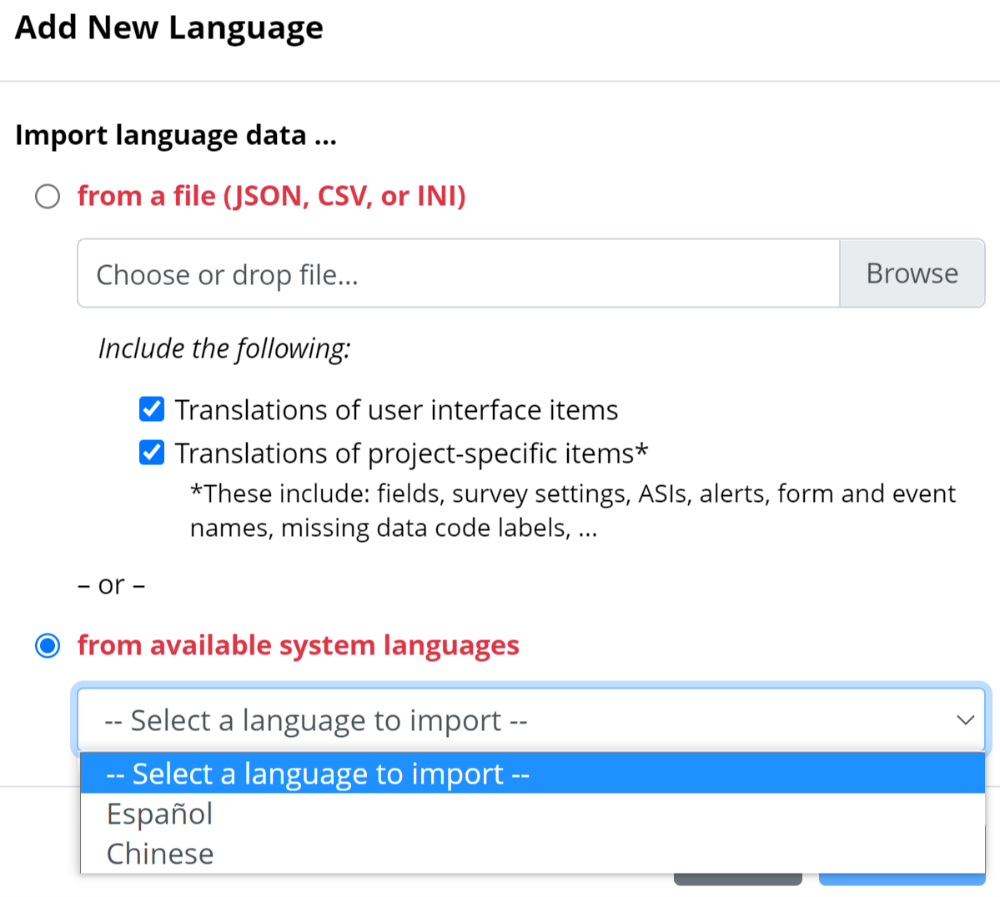 Add New Language
Import language data ...
from a file (JSON, CSV, or INI)
Choose or drop file...
Browse
Include the following:
Translations of user interface items
Translations of project-specific items*
*These include: fields, survey settings, ASIs, alerts, form and event
names, missing data code labels, ...
– or –
from available system languages
-- Select a language to import --
-- Select a language to import --
Español
Chinese